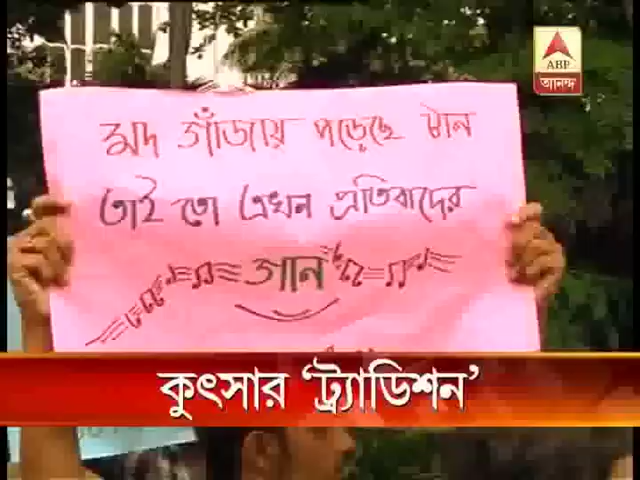 ABP
আনন্দ
মদ গাঁজায় পড়েছে টান
তাই তো এখন প্রতিবাদের
গান
কুৎসার ‘ট্র্যাডিশন’